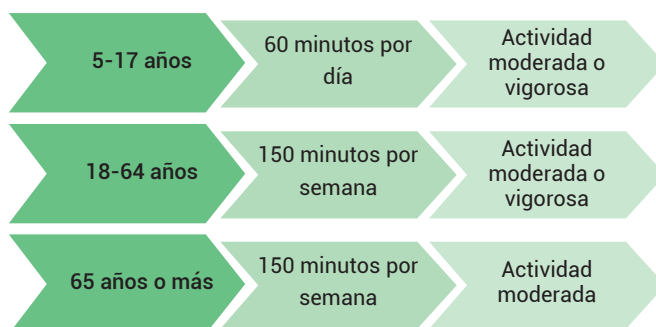 5-17 años
60 minutos por
día
Actividad
moderada o
vigorosa
18-64 años
150 minutos por
semana
Actividad
moderada o
vigorosa
65 años o más
150 minutos por
semana
Actividad
moderada